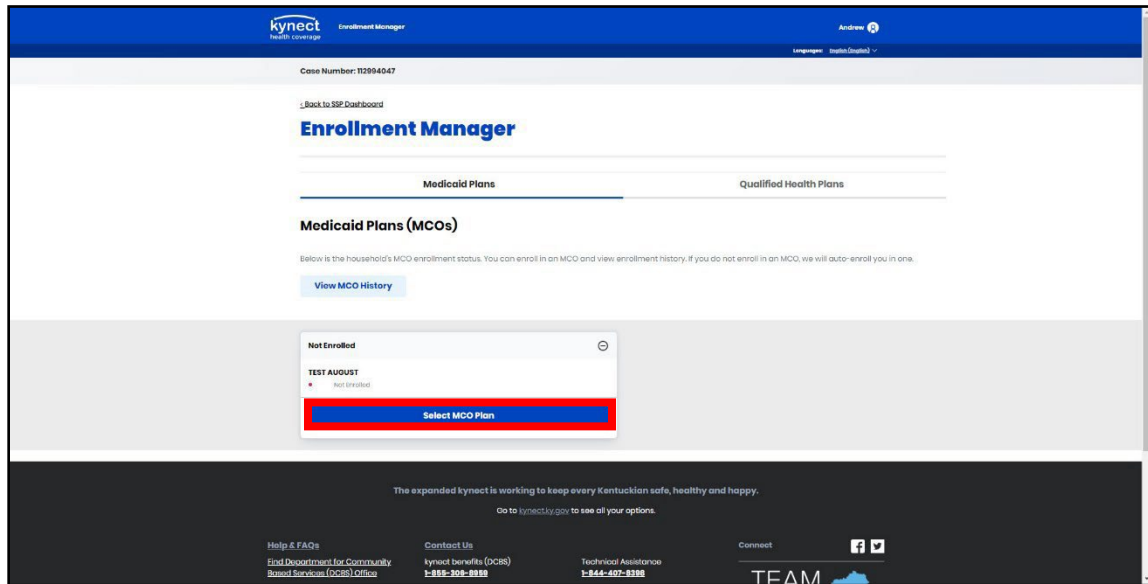 kynect
health coverage
Enrollment Manager
Andrew
Languages: English (English)
Case Number: 112994047
< Back to SSP Dashboard
Enrollment Manager
Medicaid Plans
Qualified Health Plans
Medicaid Plans (MCOs)
Below is the household's MCO enrollment status. You can enroll in an MCO and view enrollment history. If you do not enroll in an MCO, we will auto-enroll you in one.
View MCO History
Not Enrolled
TEST AUGUST
Not Enrolled
Select MCO Plan
The expanded kynect is working to keep every Kentuckian safe, healthy and happy.
Go to kynect.ky.gov to see all your options.
Help & FAQs
Find Department for Community
Based Services (DCBS) Office
Contact Us
kynect benefits (DCBS)
1-855-306-8959
Technical Assistance
1-844-407-8398
Connect
TEAM